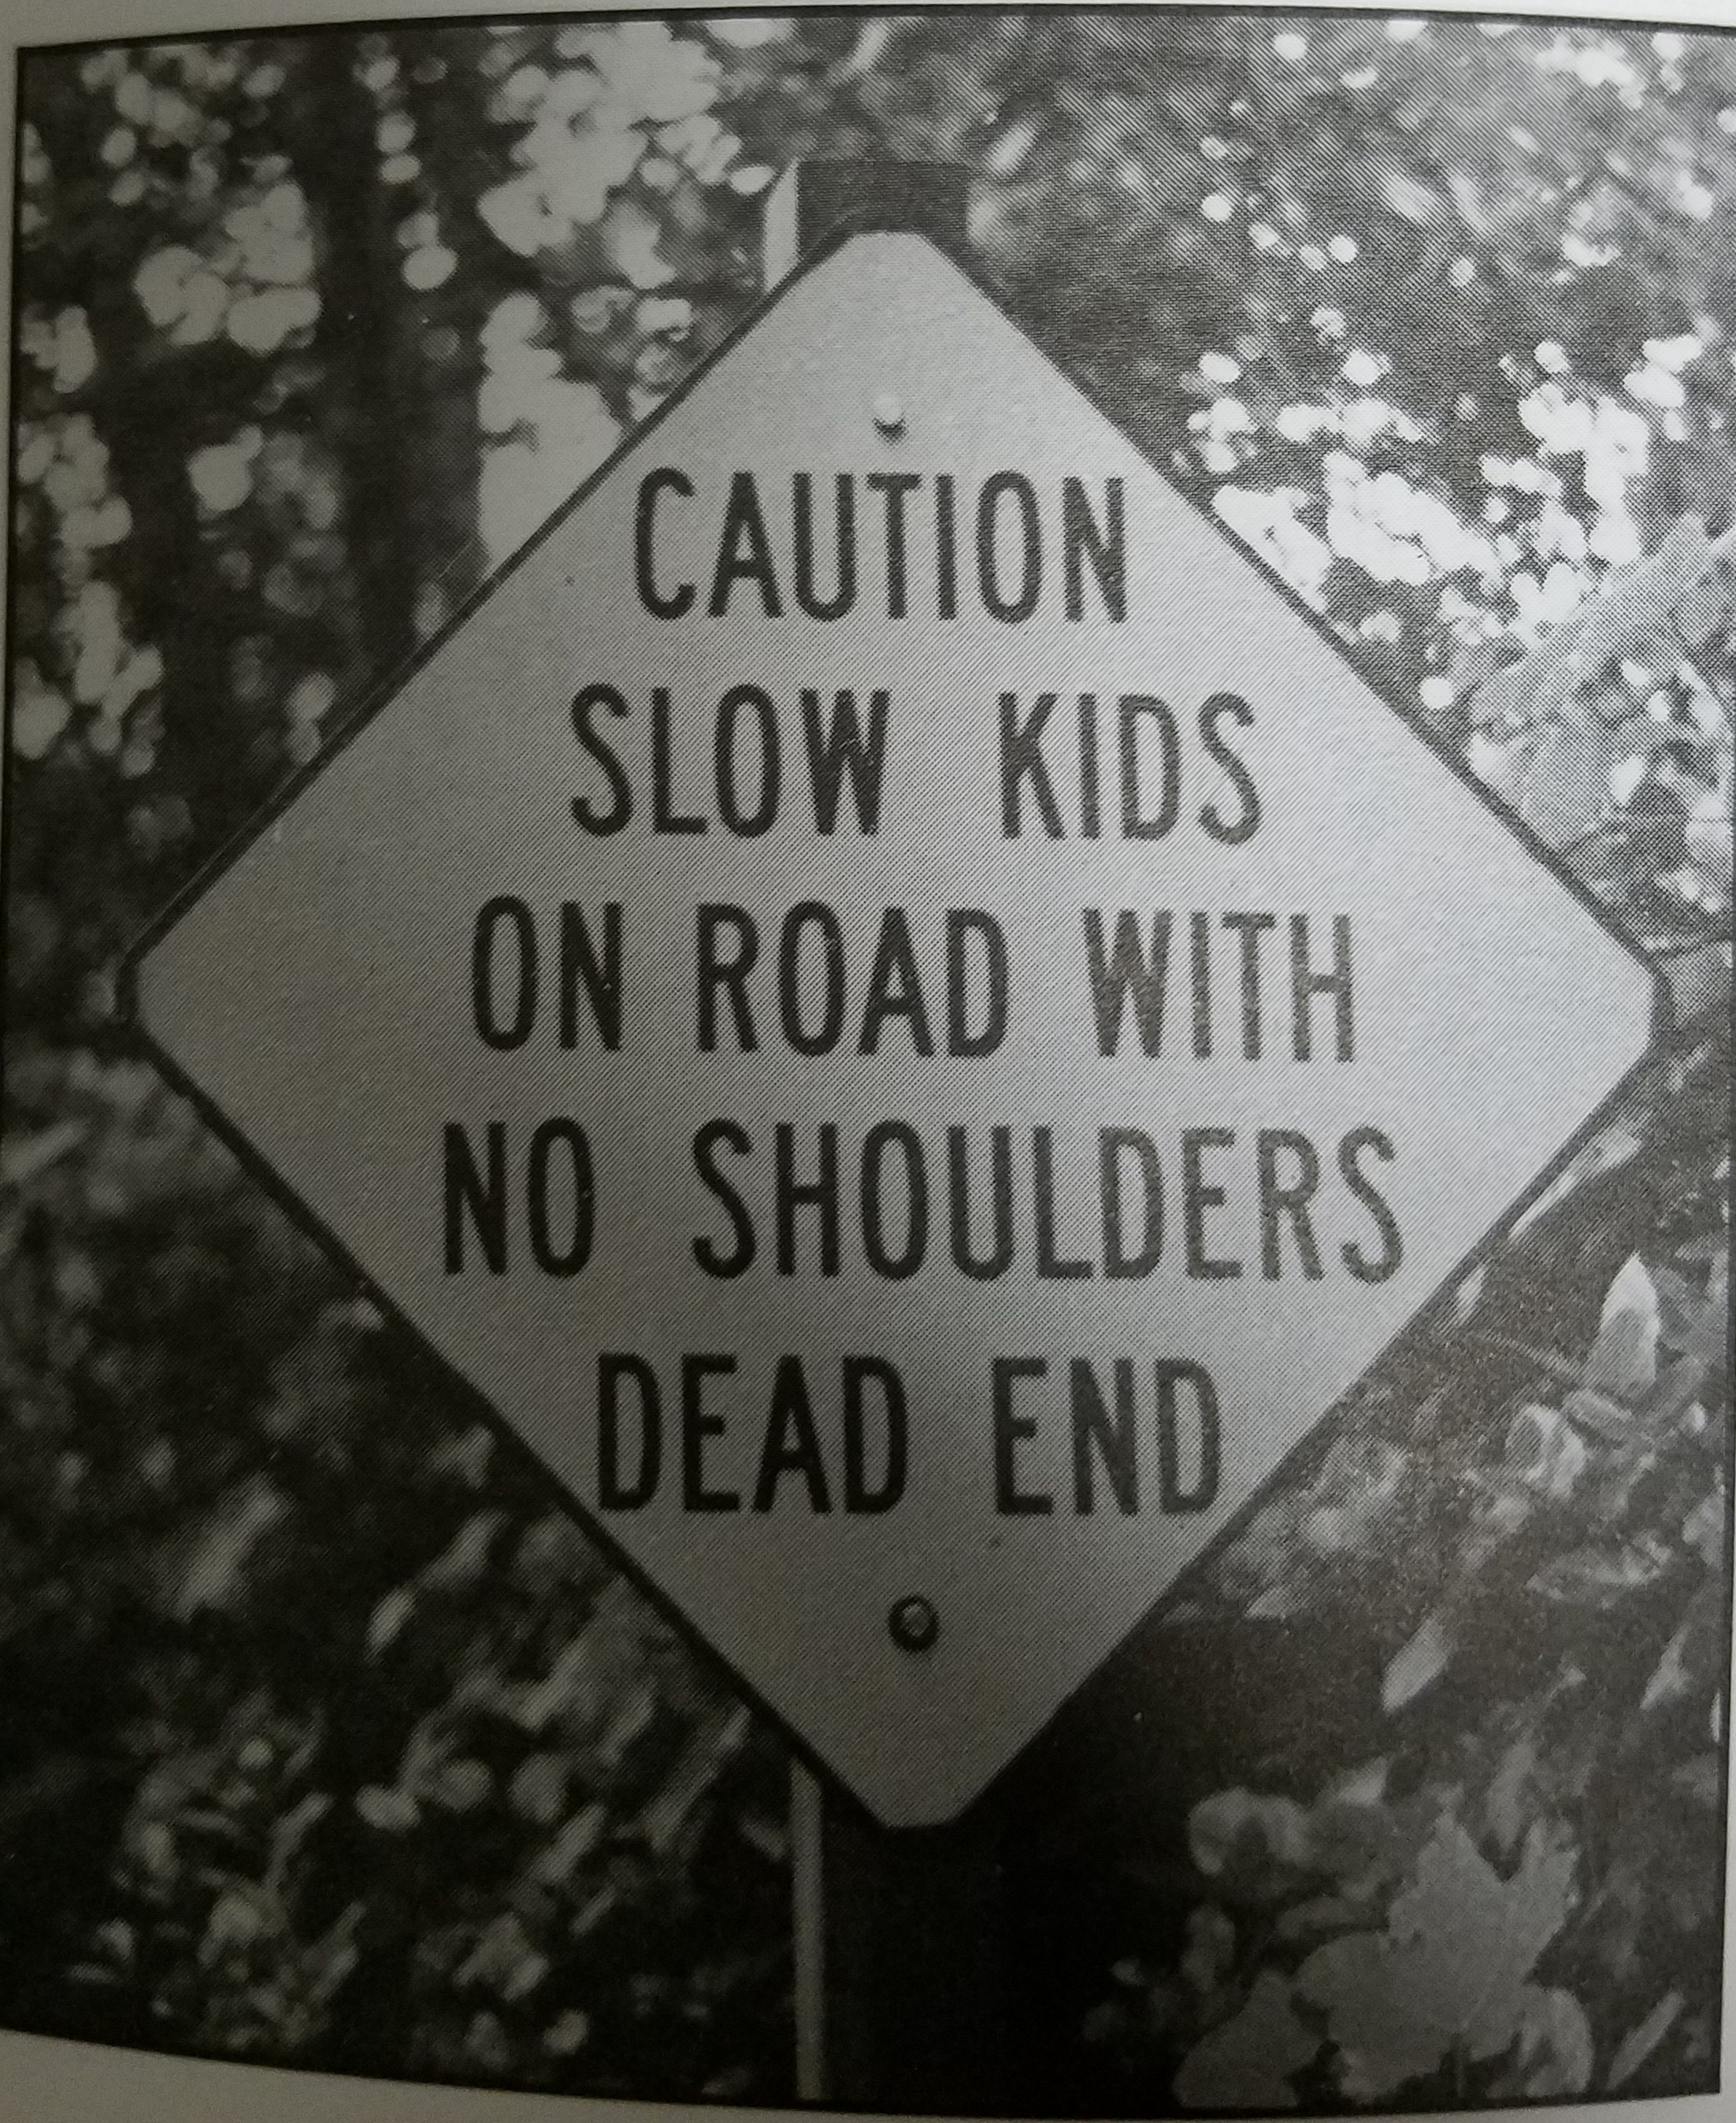 CAUTION
SLOW KIDS
ON ROAD WITH
NO SHOULDERS
DEAD END